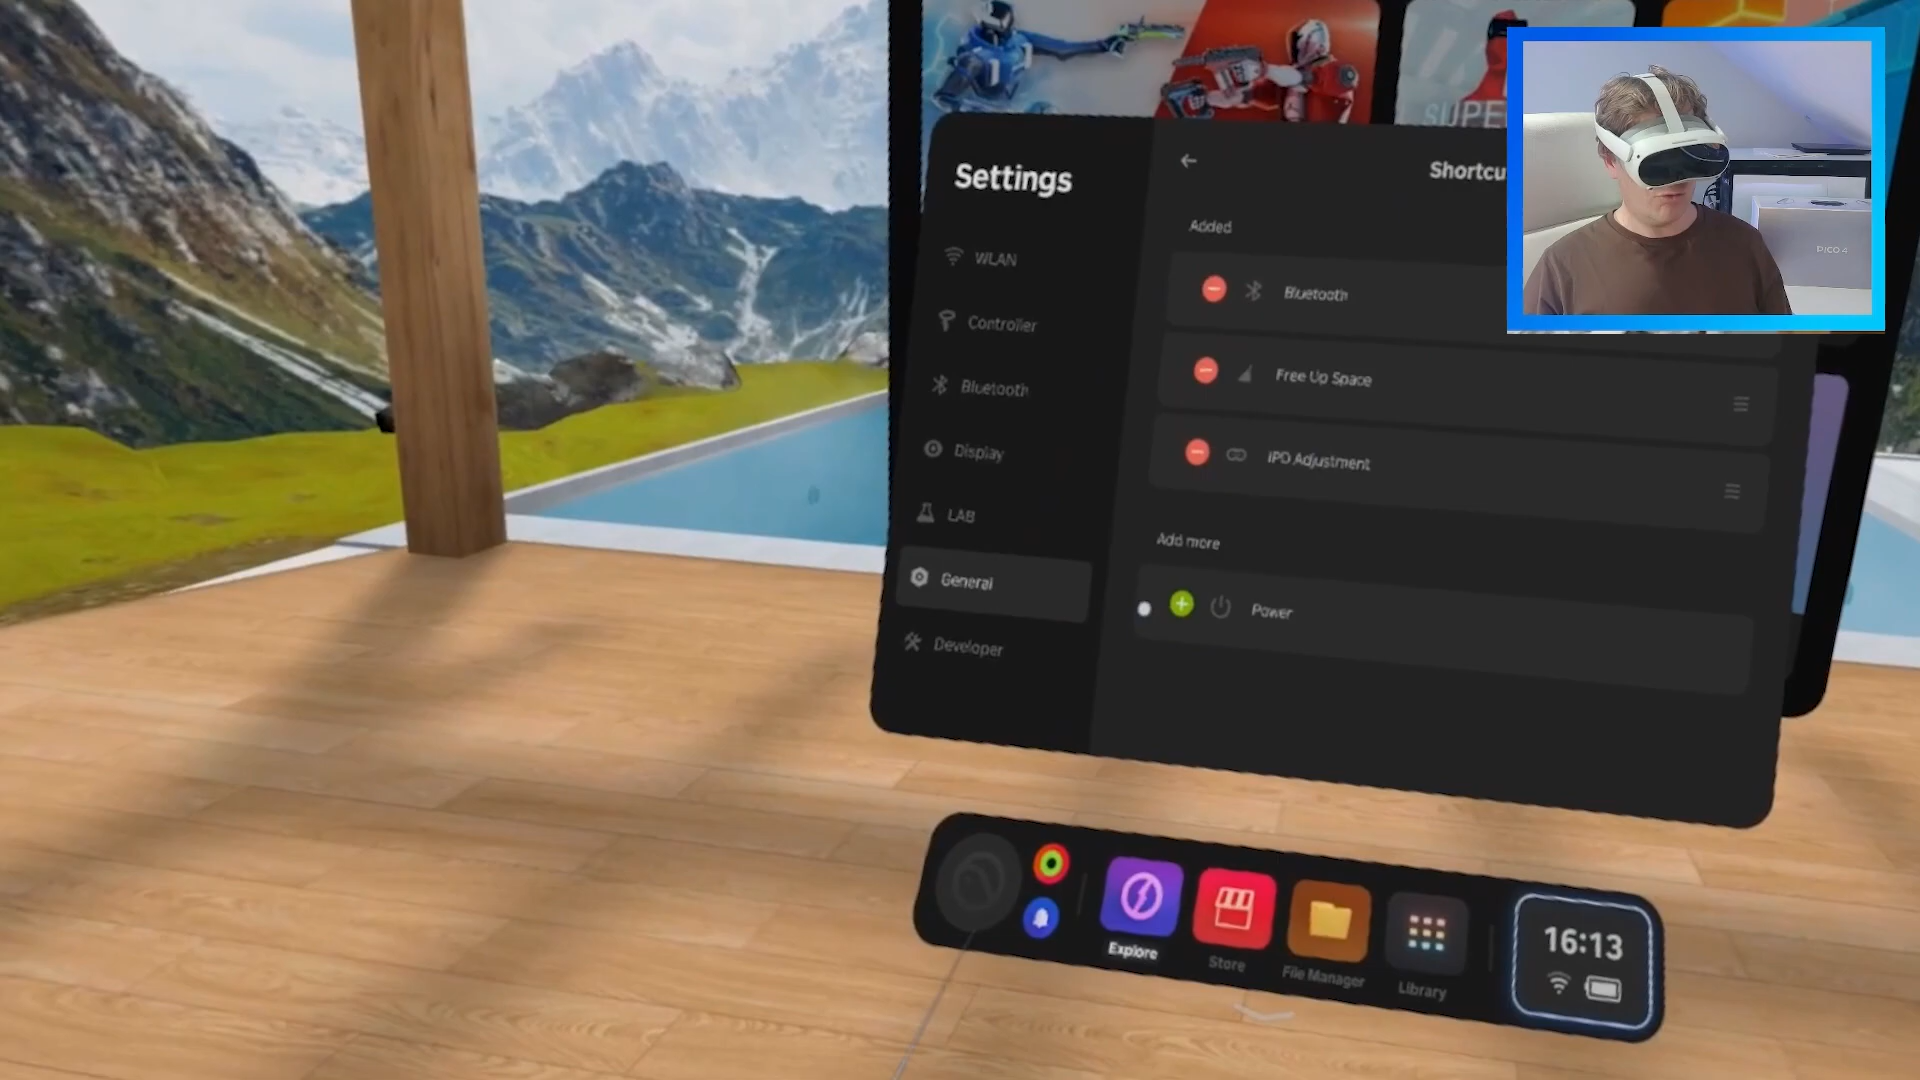 SUPE
Settings
Shortcu
WLAN
Controller
Bluetooth
Display
LAB
General
Developer
Added
Bluetooth
Free Up Space
IPD Adjustment
Add more
Power
PICO 4
Explore
Store
File Manager
Library
16:13